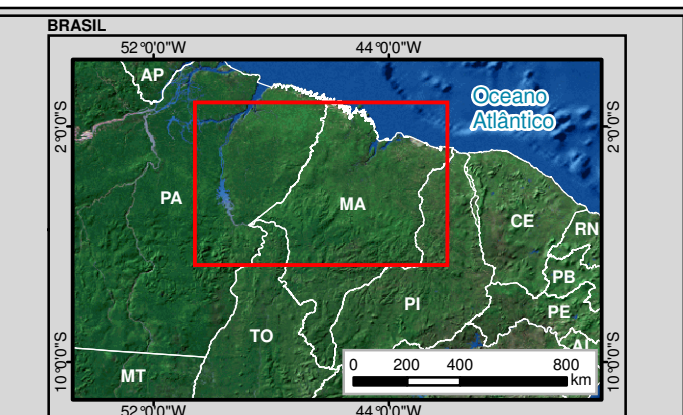 BRASIL
52°0'0"W 44°0'0"W
AP
Oceano
Atlântico
2°0'0"S 2°0'0"S
PA
MA
CE
RN
PB
PI
PE
TO
AL
MT
10°0'0"S 10°0'0"S
0 200 400 800
km
52°0'0"W 44°0'0"W